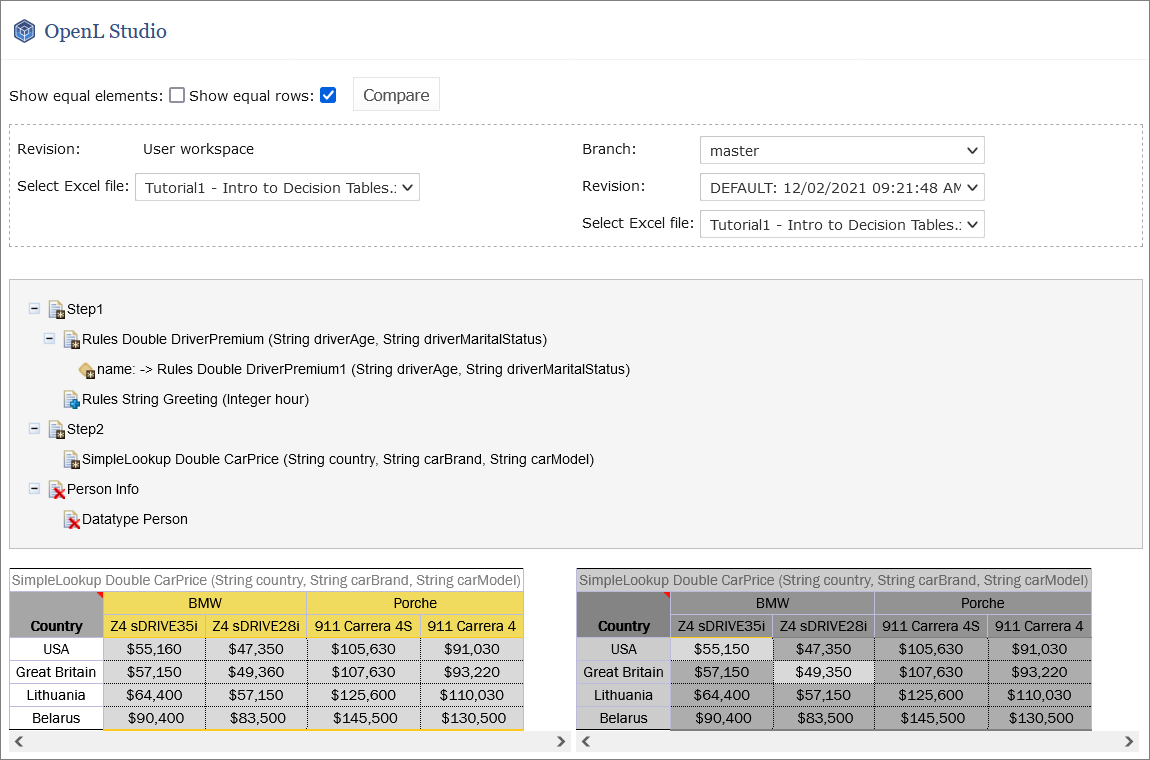 OpenL Studio
Show equal elements: Show equal rows: Compare
Revision: User workspace
Branch: master
Select Excel file: Tutorial1 - Intro to Decision Tables.:
Revision: DEFAULT: 12/02/2021 09:21:48 AM
Select Excel file: Tutorial1 - Intro to Decision Tables.:
Step1
Rules Double DriverPremium (String driverAge, String driverMaritalStatus)
name: -> Rules Double DriverPremium1 (String driverAge, String driverMaritalStatus)
Rules String Greeting (Integer hour)
Step2
SimpleLookup Double CarPrice (String country, String carBrand, String carModel)
Person Info
Datatype Person
SimpleLookup Double CarPrice (String country, String carBrand, String carModel)
BMW Porche
Country Z4 sDRIVE35i Z4 sDRIVE28i 911 Carrera 4S 911 Carrera 4
USA $55,160 $47,350 $105,630 $91,030
Great Britain $57,150 $49,360 $107,630 $93,220
Lithuania $64,400 $57,150 $125,600 $110,030
Belarus $90,400 $83,500 $145,500 $130,500
SimpleLookup Double CarPrice (String country, String carBrand, String carModel)
BMW Porche
Country Z4 sDRIVE35i Z4 sDRIVE28i 911 Carrera 4S 911 Carrera 4
USA $55,150 $47,350 $105,630 $91,030
Great Britain $57,150 $49,350 $107,630 $93,220
Lithuania $64,400 $57,150 $125,600 $110,030
Belarus $90,400 $83,500 $145,500 $130,500